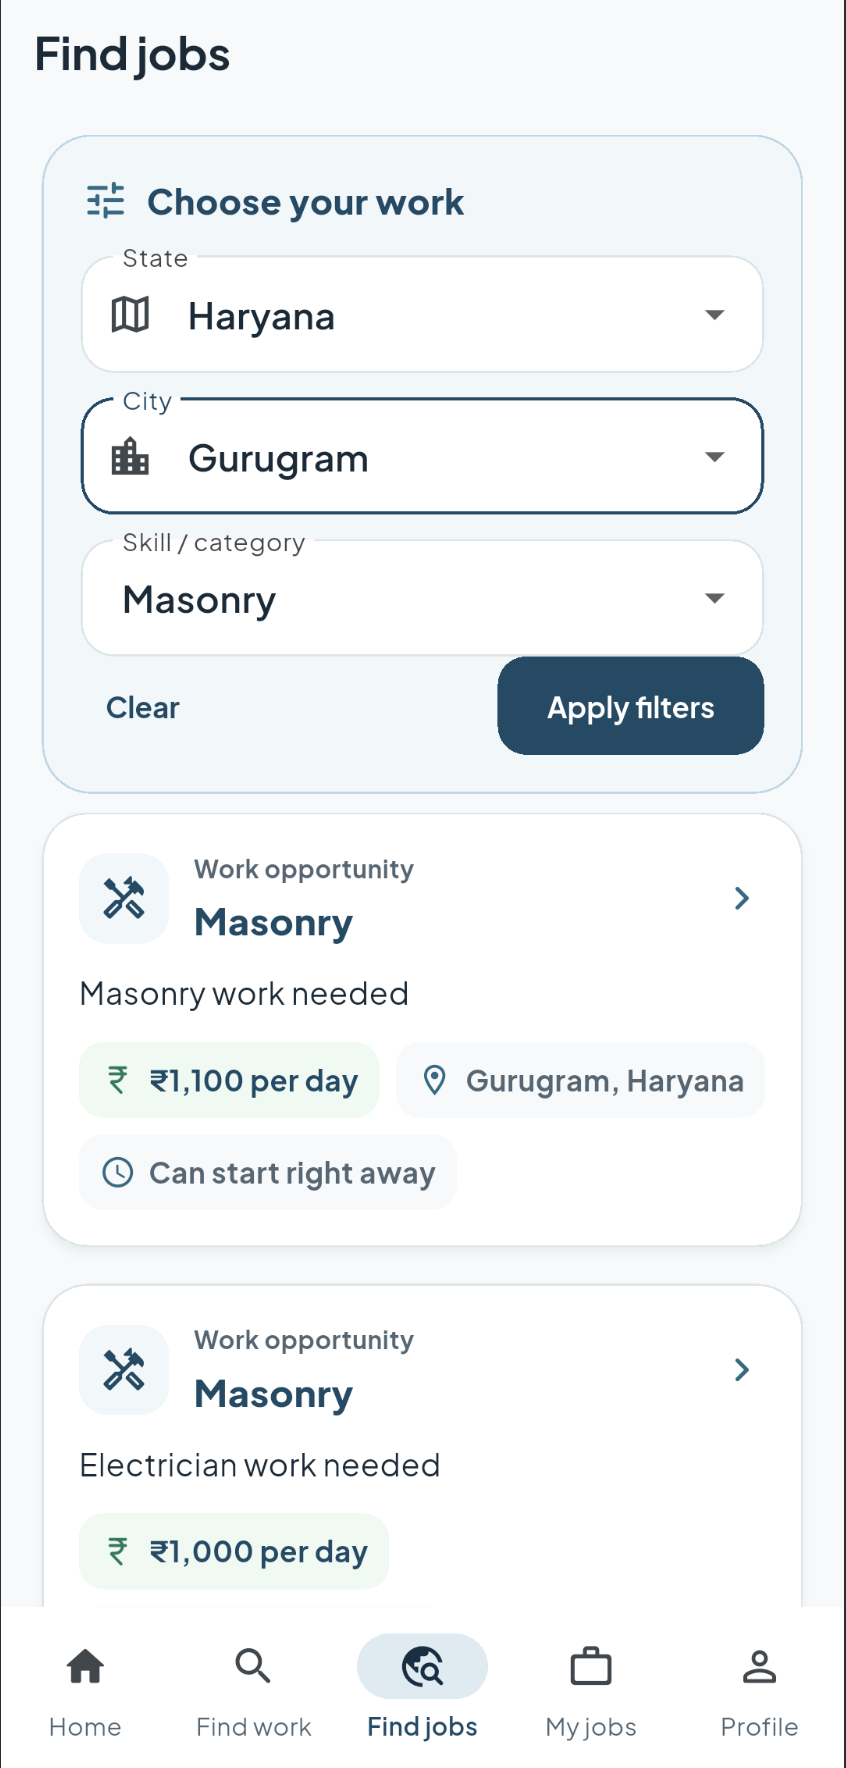 Find jobs
Choose your work
State
Haryana
City
Gurugram
Skill / category
Masonry
Clear
Apply filters
Work opportunity
Masonry
Masonry work needed
₹ ₹1,100 per day
Gurugram, Haryana
Can start right away
Work opportunity
Masonry
Electrician work needed
₹ ₹1,000 per day
Home
Find work
Find jobs
My jobs
Profile